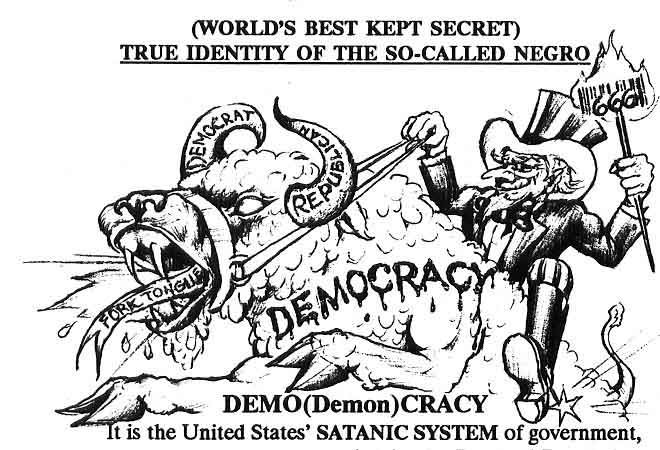 (WORLD'S BEST KEPT SECRET)
TRUE IDENTITY OF THE SO-CALLED NEGRO
666
DEMOCRAT
REPUBLICAN
FORK TONGUE
DEMOCRACY
DEMO(Demon)CRACY
It is the United States' SATANIC SYSTEM of government,